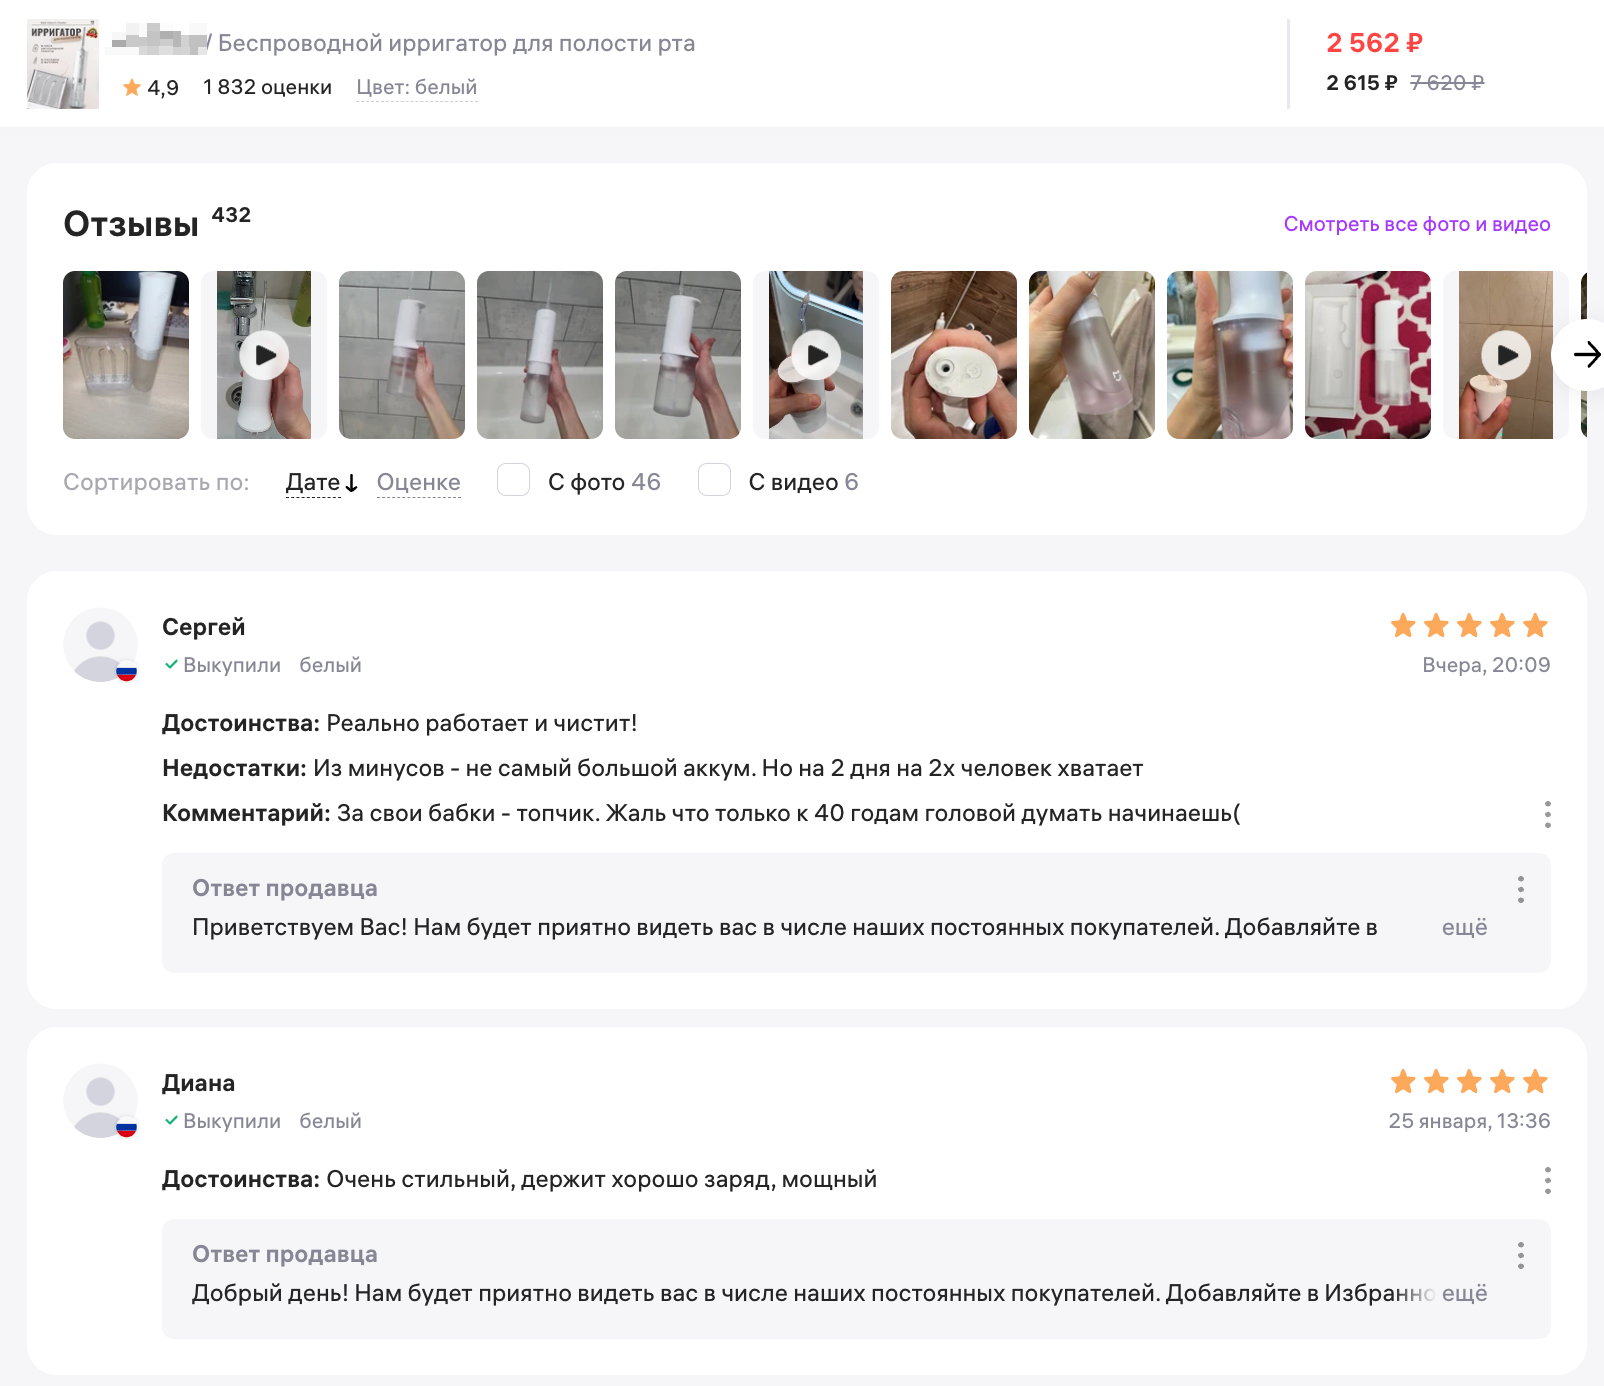 ИРРИГАТОР
/ Беспроводной ирригатор для полости рта
4,9 1 832 оценки Цвет: белый
2 562 ₽
2 615 ₽ 7 620 ₽
Отзывы 432
Смотреть все фото и видео
Сортировать по: Дате Оценке С фото 46 С видео 6
Сергей
Выкупили белый
Вчера, 20:09
Достоинства: Реально работает и чистит!
Недостатки: Из минусов - не самый большой аккум. Но на 2 дня на 2х человек хватает
Комментарий: За свои бабки - топчик. Жаль что только к 40 годам головой думать начинаешь(
Ответ продавца
Приветствуем Вас! Нам будет приятно видеть вас в числе наших постоянных покупателей. Добавляйте в ещё
Диана
Выкупили белый
25 января, 13:36
Достоинства: Очень стильный, держит хорошо заряд, мощный
Ответ продавца
Добрый день! Нам будет приятно видеть вас в числе наших постоянных покупателей. Добавляйте в Избранно ещё